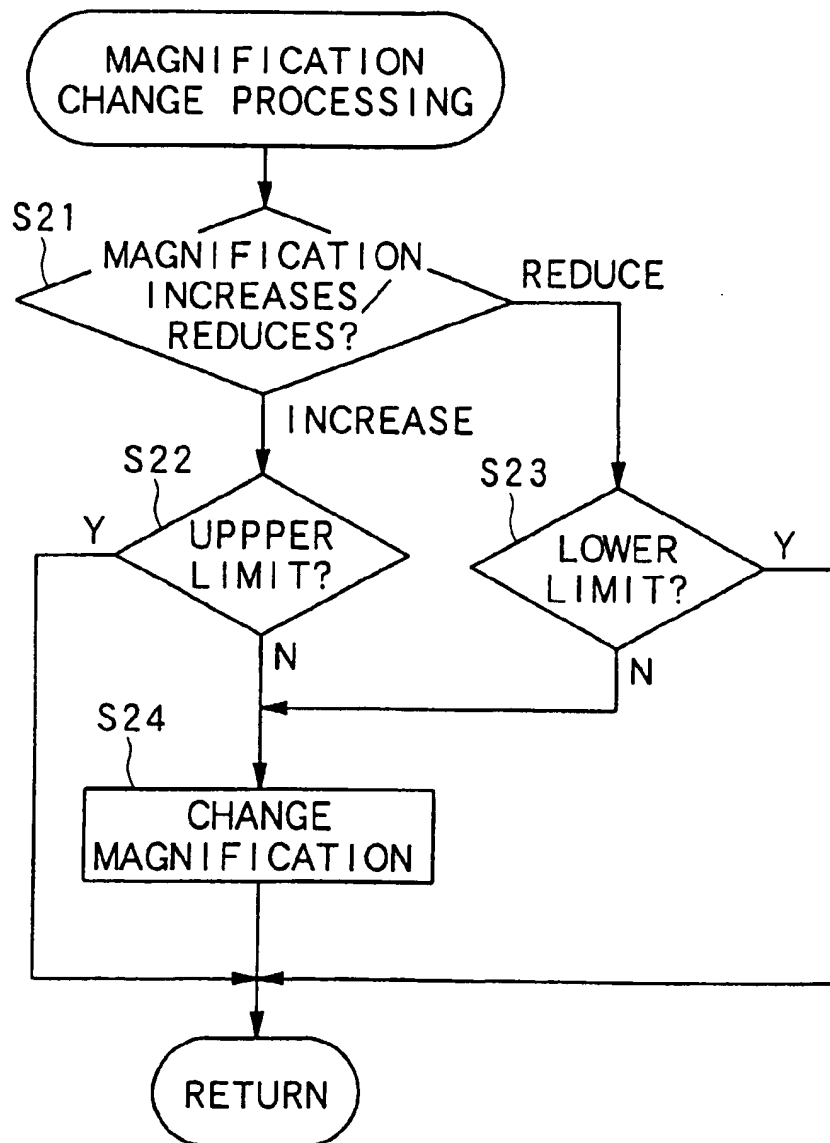 MAGNIFICATION
CHANGE PROCESSING
S21
MAGNIFICATION
INCREASES
REDUCES?
REDUCE
INCREASE
S22
Y
UPPPER
LIMIT?
N
S23
LOWER
LIMIT?
Y
N
S24
CHANGE
MAGNIFICATION
RETURN